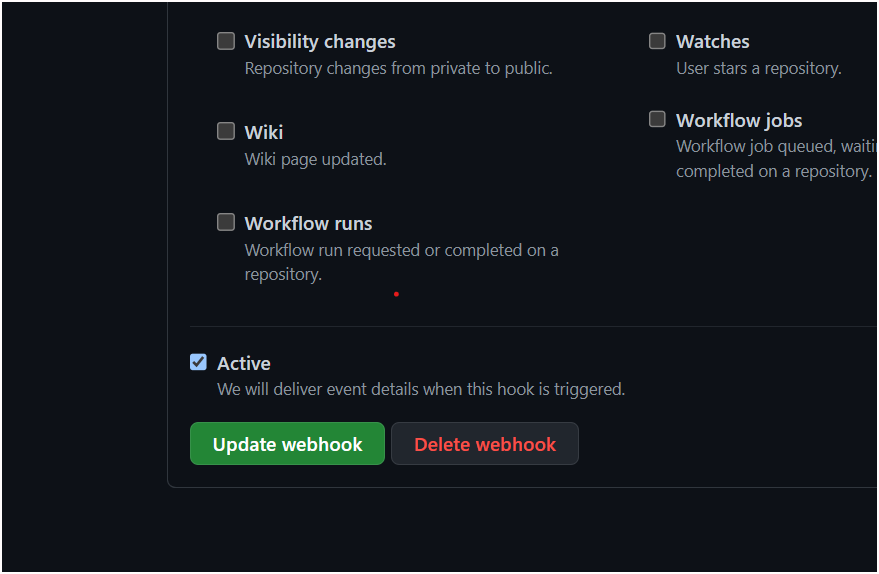 Visibility changes
Repository changes from private to public.
Watches
User stars a repository.
Wiki
Wiki page updated.
Workflow jobs
Workflow job queued,
completed on a repository.
Workflow runs
Workflow run requested or completed on a
repository.
Active
We will deliver event details when this hook is triggered.
Update webhook
Delete webhook